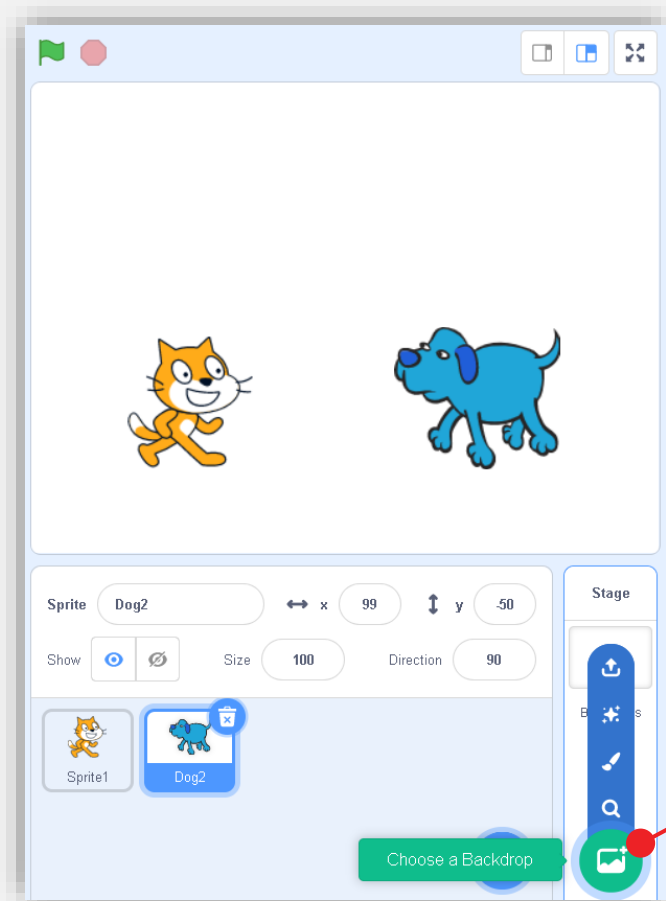 Sprite Dog2 x 99 y -50 Stage
Show Size 100 Direction 90
Sprite1 Dog2
Choose a Backdrop